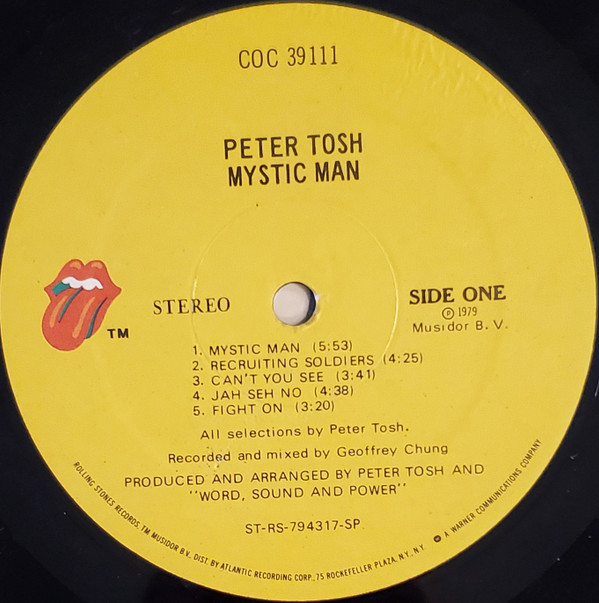 COC 39111
PETER TOSH
MYSTIC MAN
STEREO
SIDE ONE
℗ 1979
Musidor B. V.
TM
1. MYSTIC MAN (5:53)
2. RECRUITING SOLDIERS (4:25)
3. CAN'T YOU SEE (3:41)
4. JAH SEH NO (4:38)
5. FIGHT ON (3:20)
All selections by Peter Tosh.
Recorded and mixed by Geoffrey Chung
PRODUCED AND ARRANGED BY PETER TOSH AND
"WORD, SOUND AND POWER"
ST-RS-794317-SP
ROLLING STONES RECORDS, TM MUSIDOR B.V., DIST. BY ATLANTIC RECORDING CORP., 75 ROCKEFELLER PLAZA, N.Y., N.Y. A WARNER COMMUNICATIONS COMPANY